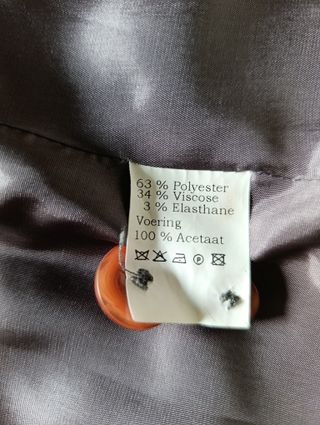 63 % Polyester
34 % Viscose
3 % Elasthane
Voering
100 % Acetaat